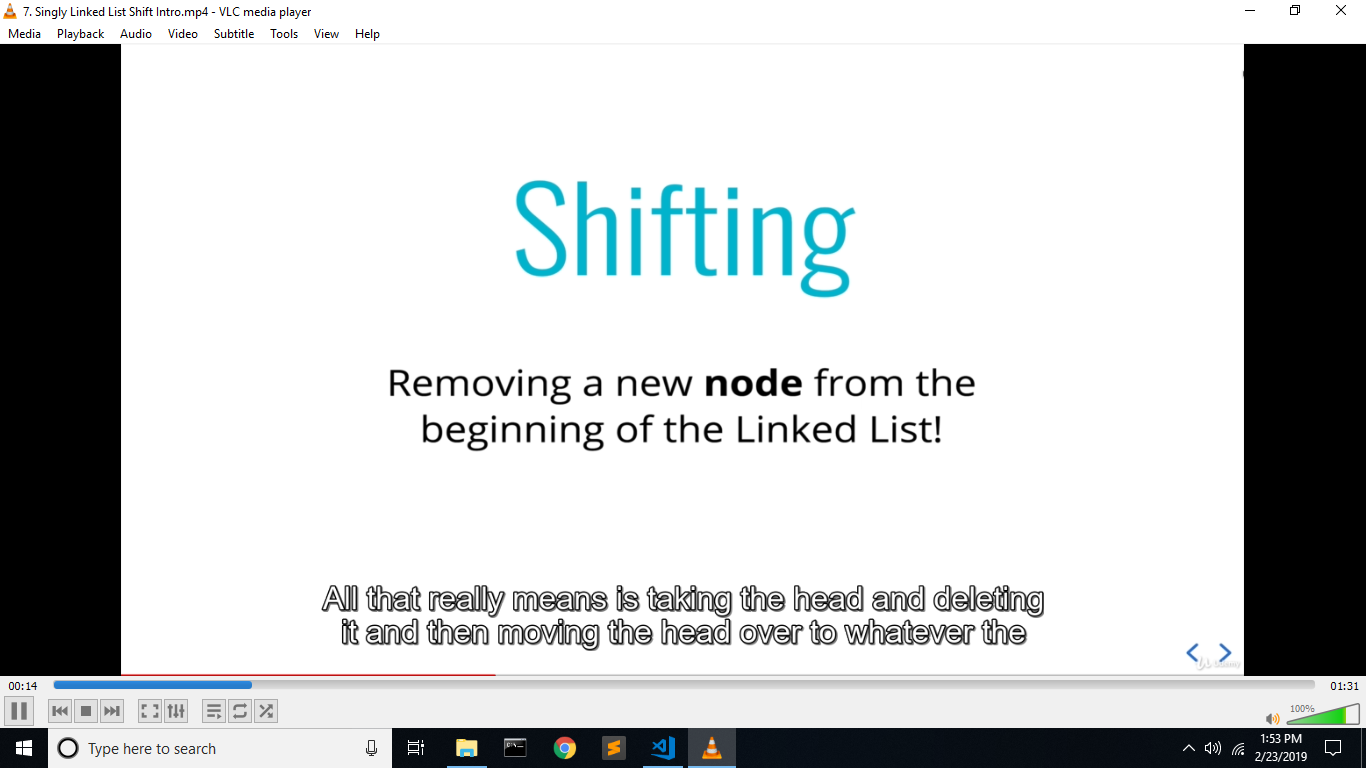 7. Singly Linked List Shift Intro.mp4 - VLC media player
Media Playback Audio Video Subtitle Tools View Help
Shifting
Removing a new node from the
beginning of the Linked List!
All that really means is taking the head and deleting
it and then moving the head over to whatever the
00:14 01:31
100%
Type here to search
1:53 PM
2/23/2019